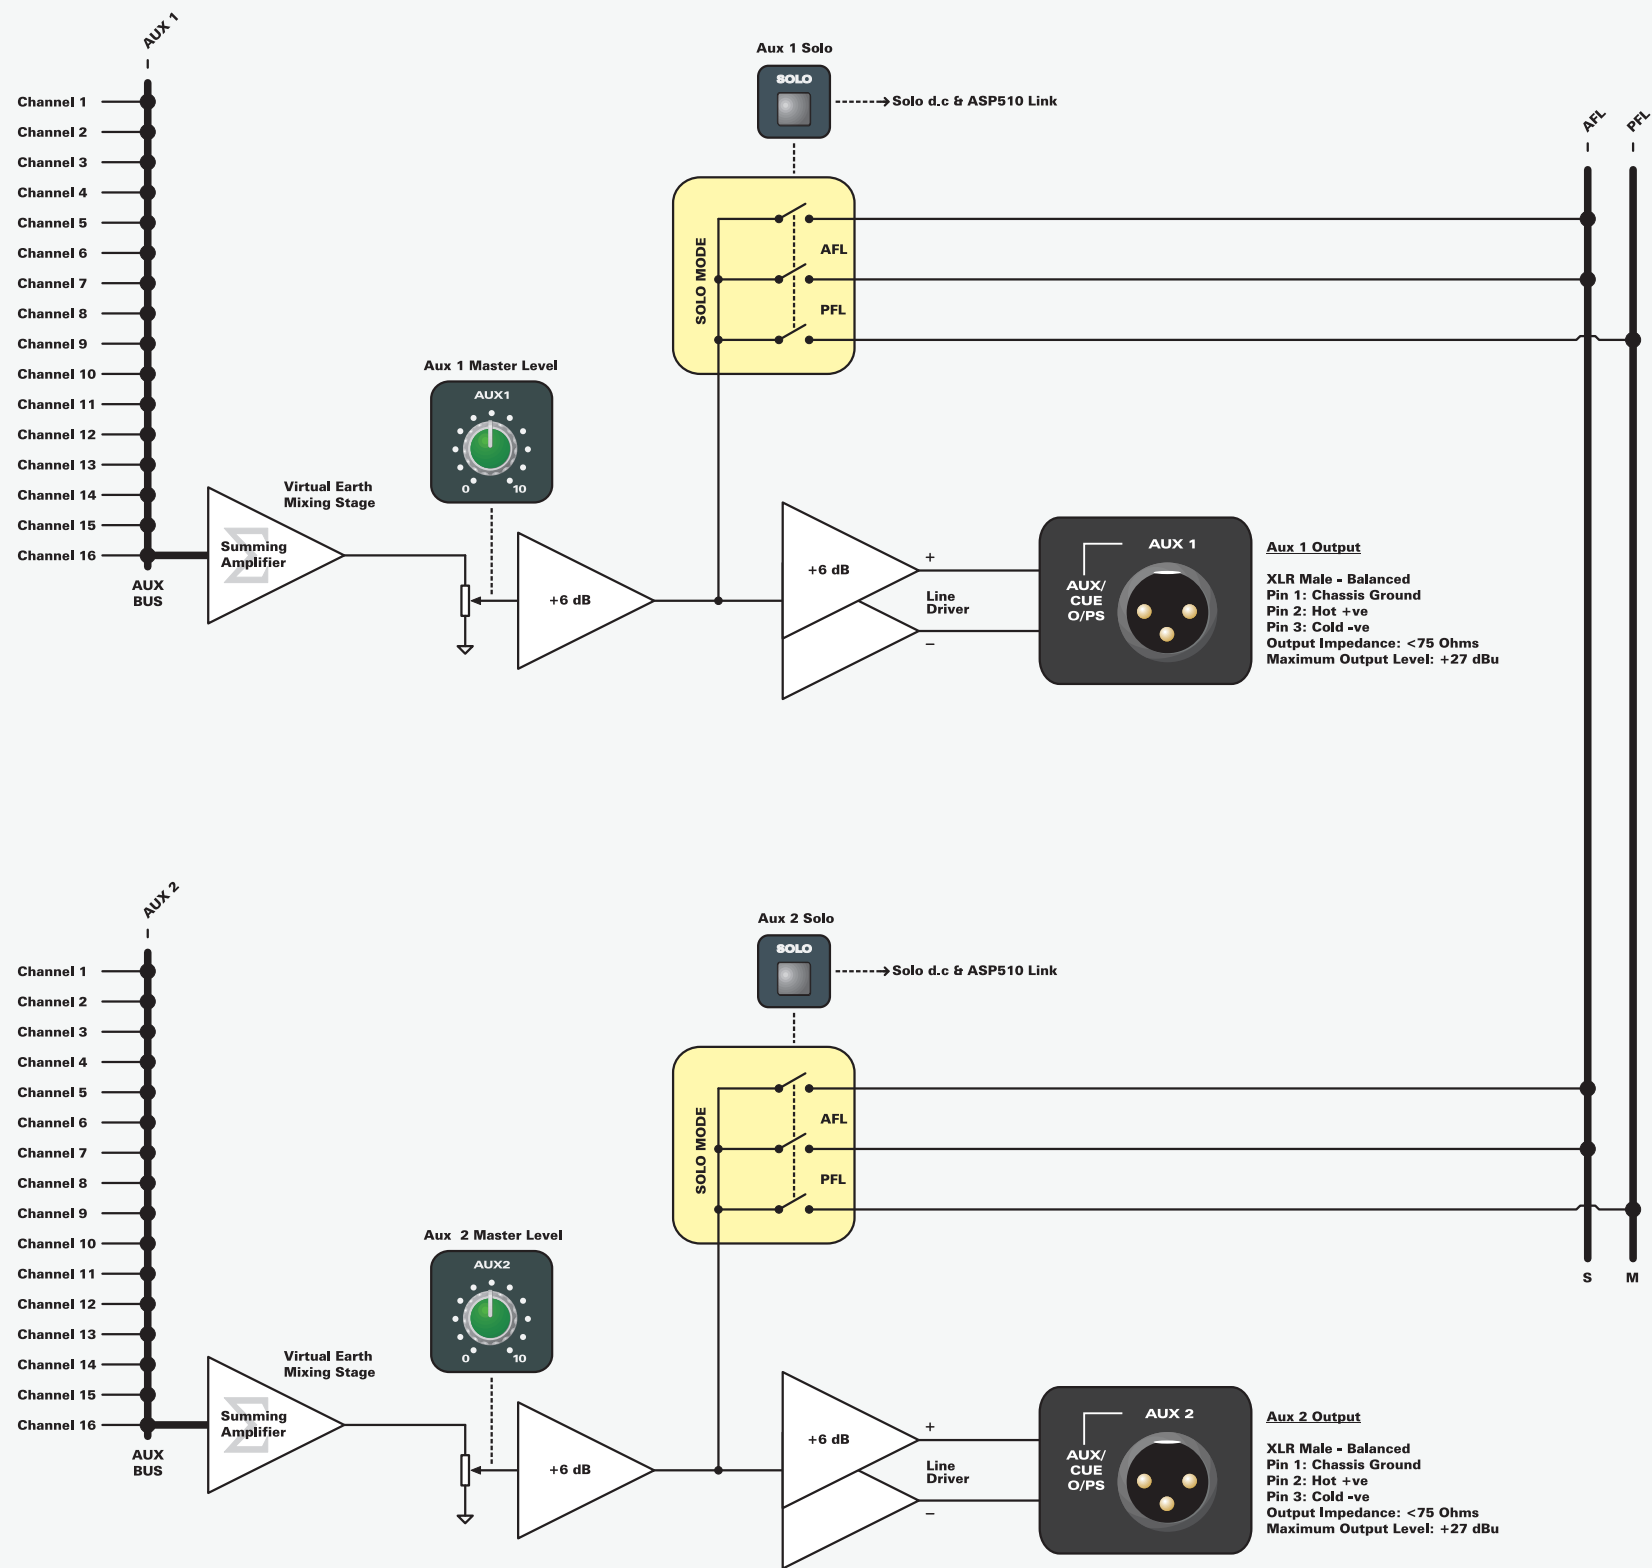 AUX 1
Channel 1
Channel 2
Channel 3
Channel 4
Channel 5
Channel 6
Channel 7
Channel 8
Channel 9
Channel 10
Channel 11
Channel 12
Channel 13
Channel 14
Channel 15
Channel 16
AUX
BUS
Virtual Earth
Mixing Stage
Summing
Amplifier
Aux 1 Master Level
AUX1
0 10
+6 dB
Aux 1 Solo
SOLO
Solo d.c & ASP510 Link
SOLO MODE
AFL
PFL
+6 dB
+
Line
Driver
–
AUX 1
AUX/
CUE
O/PS
Aux 1 Output
XLR Male - Balanced
Pin 1: Chassis Ground
Pin 2: Hot +ve
Pin 3: Cold -ve
Output Impedance: <75 Ohms
Maximum Output Level: +27 dBu
AFL
PFL
AUX 2
Channel 1
Channel 2
Channel 3
Channel 4
Channel 5
Channel 6
Channel 7
Channel 8
Channel 9
Channel 10
Channel 11
Channel 12
Channel 13
Channel 14
Channel 15
Channel 16
AUX
BUS
Virtual Earth
Mixing Stage
Summing
Amplifier
Aux 2 Master Level
AUX2
0 10
+6 dB
Aux 2 Solo
SOLO
Solo d.c & ASP510 Link
SOLO MODE
AFL
PFL
S
M
+6 dB
+
Line
Driver
–
AUX 2
AUX/
CUE
O/PS
Aux 2 Output
XLR Male - Balanced
Pin 1: Chassis Ground
Pin 2: Hot +ve
Pin 3: Cold -ve
Output Impedance: <75 Ohms
Maximum Output Level: +27 dBu